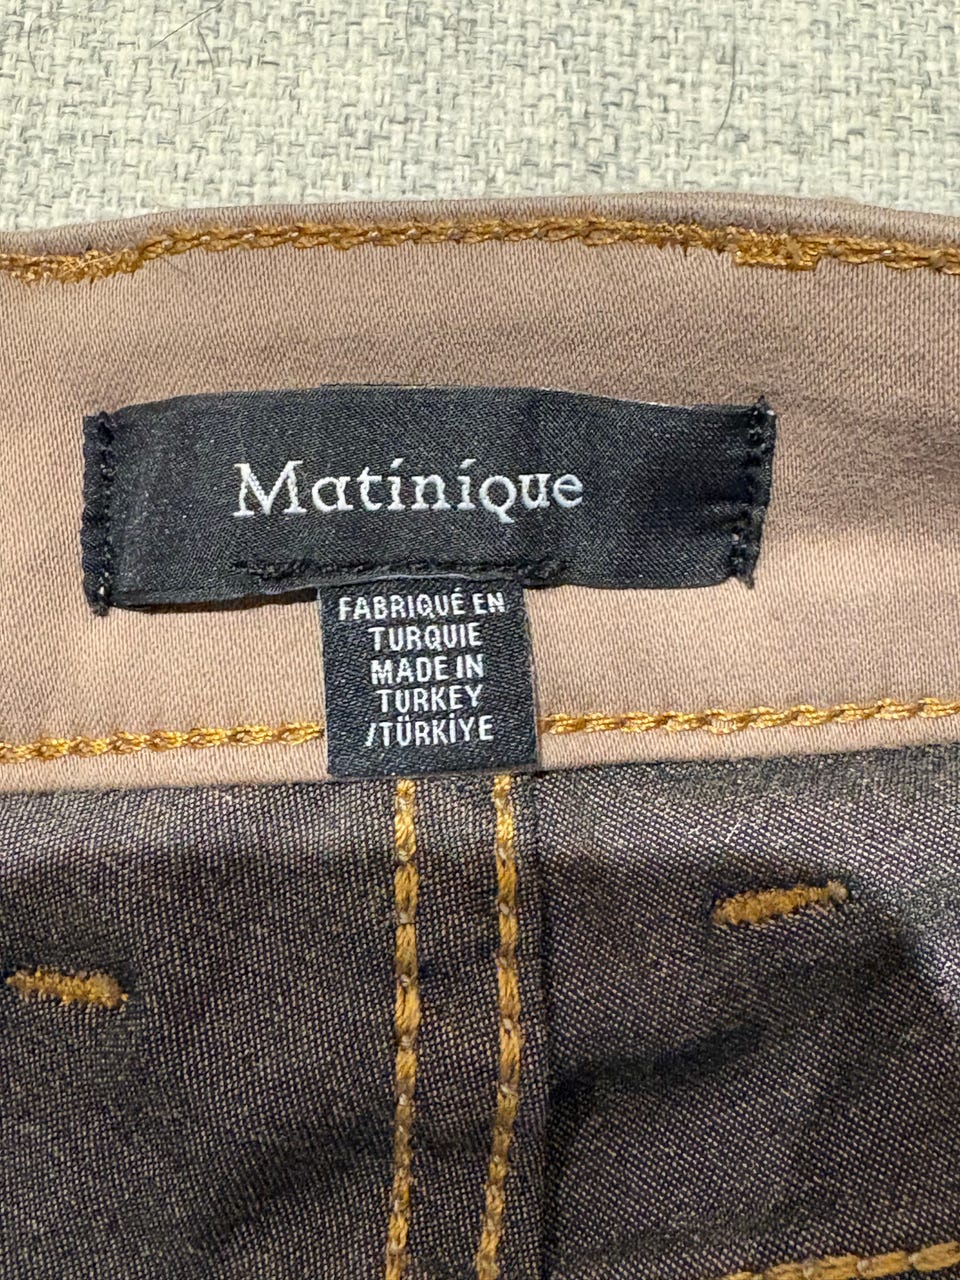 Matinique
FABRIQUÉ EN
TURQUIE
MADE IN
TURKEY
/TÜRKİYE